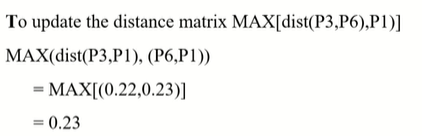 To update the distance matrix MAX[dist(P3,P6),P1)]
MAX(dist(P3,P1), (P6,P1))
= MAX[(0.22,0.23)]
= 0.23